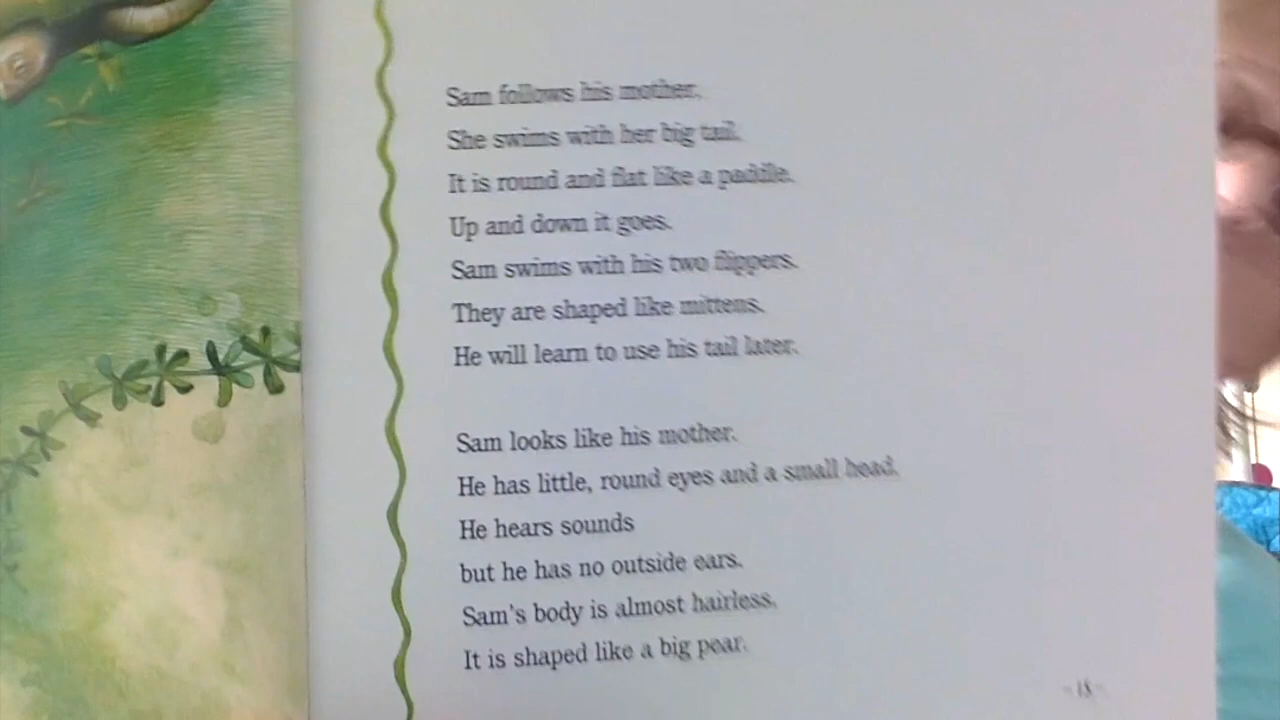 Sam follows his mother.
She swims with her big tail.
It is round and flat like a paddle.
Up and down it goes.
Sam swims with his two flippers.
They are shaped like mittens.
He will learn to use his tail later.
Sam looks like his mother.
He has little, round eyes and a small head.
He hears sounds
but he has no outside ears.
Sam's body is almost hairless.
It is shaped like a big pear.